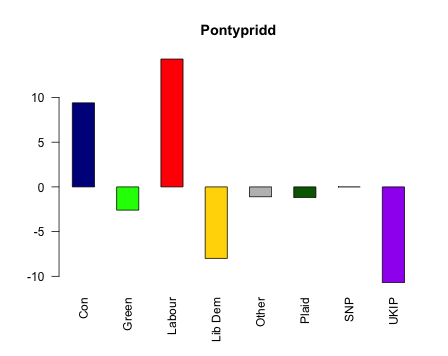 Pontypridd
10
5
0
-5
-10
Con
Green
Labour
Lib Dem
Other
Plaid
SNP
UKIP